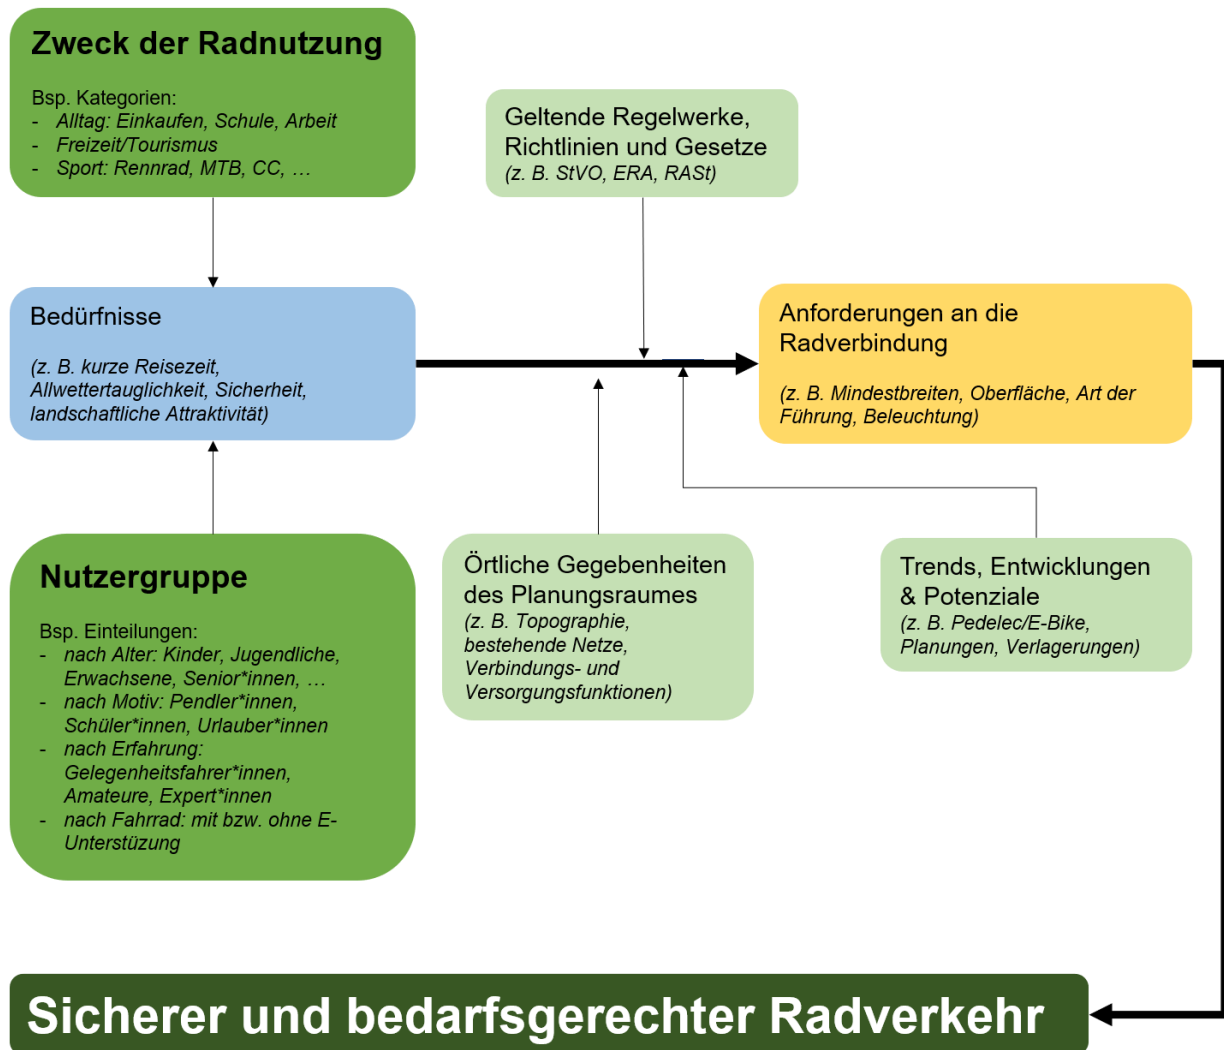 Zweck der Radnutzung
Bsp. Kategorien:
- Alltag: Einkaufen, Schule, Arbeit
- Freizeit/Tourismus
- Sport: Rennrad, MTB, CC, …
Geltende Regelwerke,
Richtlinien und Gesetze
(z. B. StVO, ERA, RASt)
Bedürfnisse
(z. B. kurze Reisezeit,
Allwettertauglichkeit, Sicherheit,
landschaftliche Attraktivität)
Anforderungen an die
Radverbindung
(z. B. Mindestbreiten, Oberfläche, Art der
Führung, Beleuchtung)
Nutzergruppe
Bsp. Einteilungen:
- nach Alter: Kinder, Jugendliche,
Erwachsene, Senior*innen, …
- nach Motiv: Pendler*innen,
Schüler*innen, Urlauber*innen
- nach Erfahrung:
Gelegenheitsfahrer*innen,
Amateure, Expert*innen
- nach Fahrrad: mit bzw. ohne E-
Unterstüzung
Örtliche Gegebenheiten
des Planungsraumes
(z. B. Topographie,
bestehende Netze,
Verbindungs- und
Versorgungsfunktionen)
Trends, Entwicklungen
& Potenziale
(z. B. Pedelec/E-Bike,
Planungen, Verlagerungen)
Sicherer und bedarfsgerechter Radverkehr